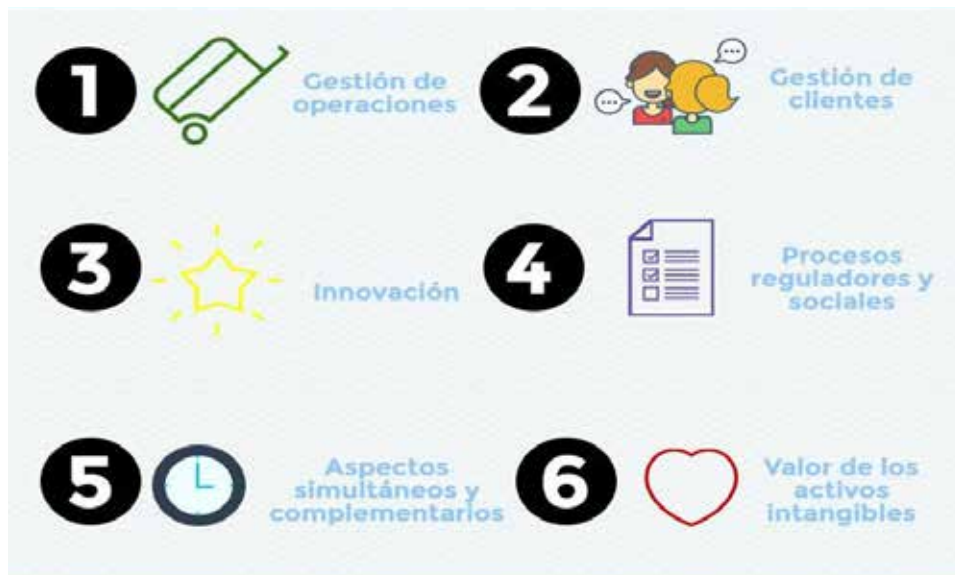 1
Gestión de
operaciones
2
Gestión de
clientes
3
Innovación
4
Procesos
reguladores y
sociales
5
Aspectos
simultáneos y
complementarios
6
Valor de los
activos
intangibles